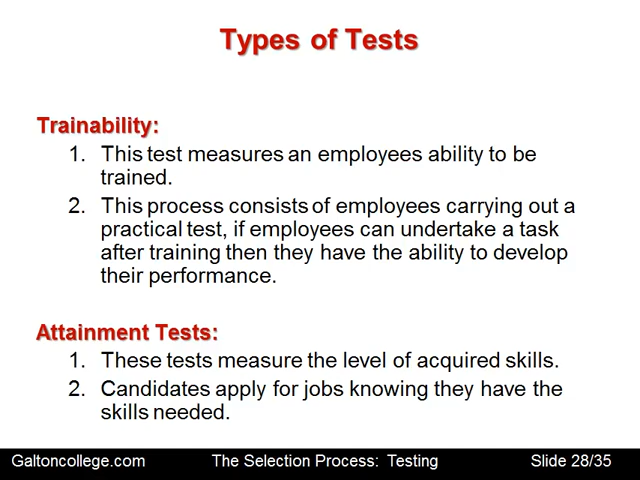 Types of Tests
Trainability:
1. This test measures an employees ability to be
trained.
2. This process consists of employees carrying out a
practical test, if employees can undertake a task
after training then they have the ability to develop
their performance.
Attainment Tests:
1. These tests measure the level of acquired skills.
2. Candidates apply for jobs knowing they have the
skills needed.
Galtoncollege.com The Selection Process: Testing Slide 28/35